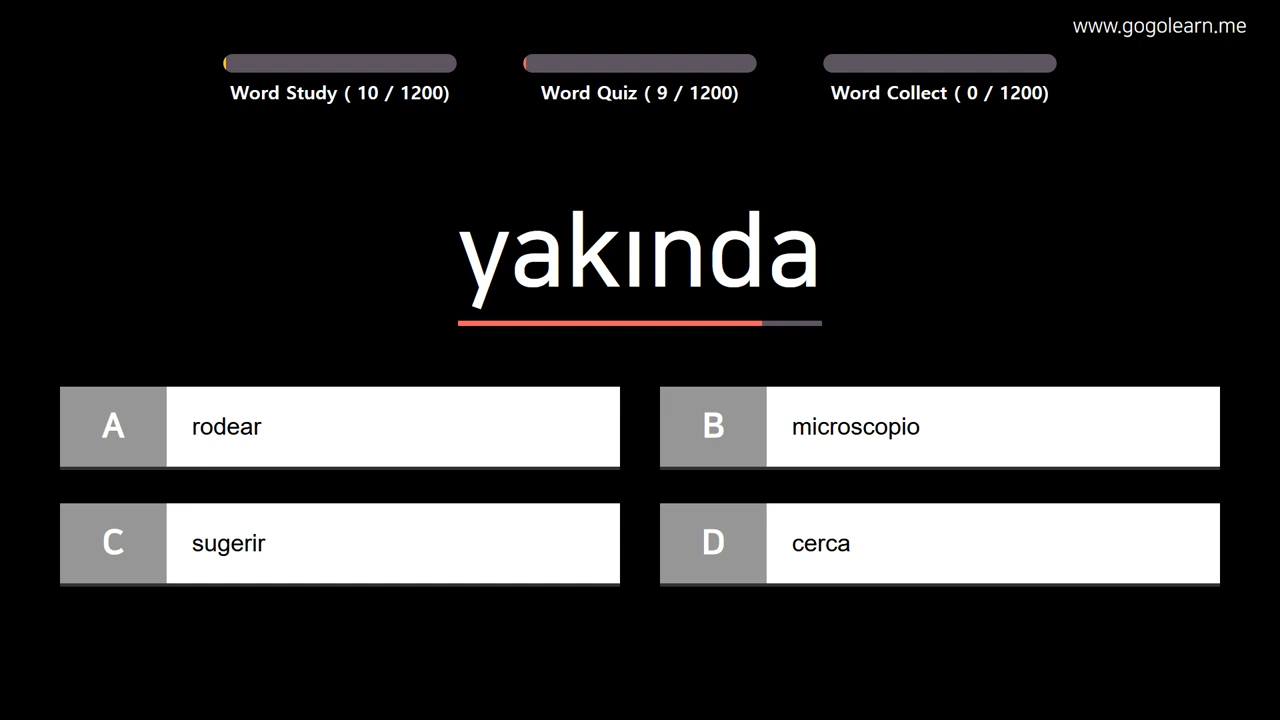 www.gogolearn.me
Word Study ( 10 / 1200)
Word Quiz ( 9 / 1200)
Word Collect ( 0 / 1200)
yakında
A rodear
B microscopio
C sugerir
D cerca